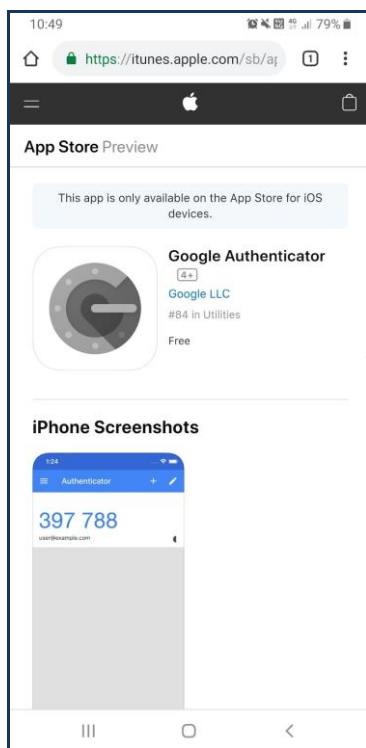 10:49 79%
https://itunes.apple.com/sb/ap 1
App Store Preview
This app is only available on the App Store for iOS
devices.
Google Authenticator
4+
Google LLC
#84 in Utilities
Free
iPhone Screenshots
1:24
Authenticator
397 788
user@example.com